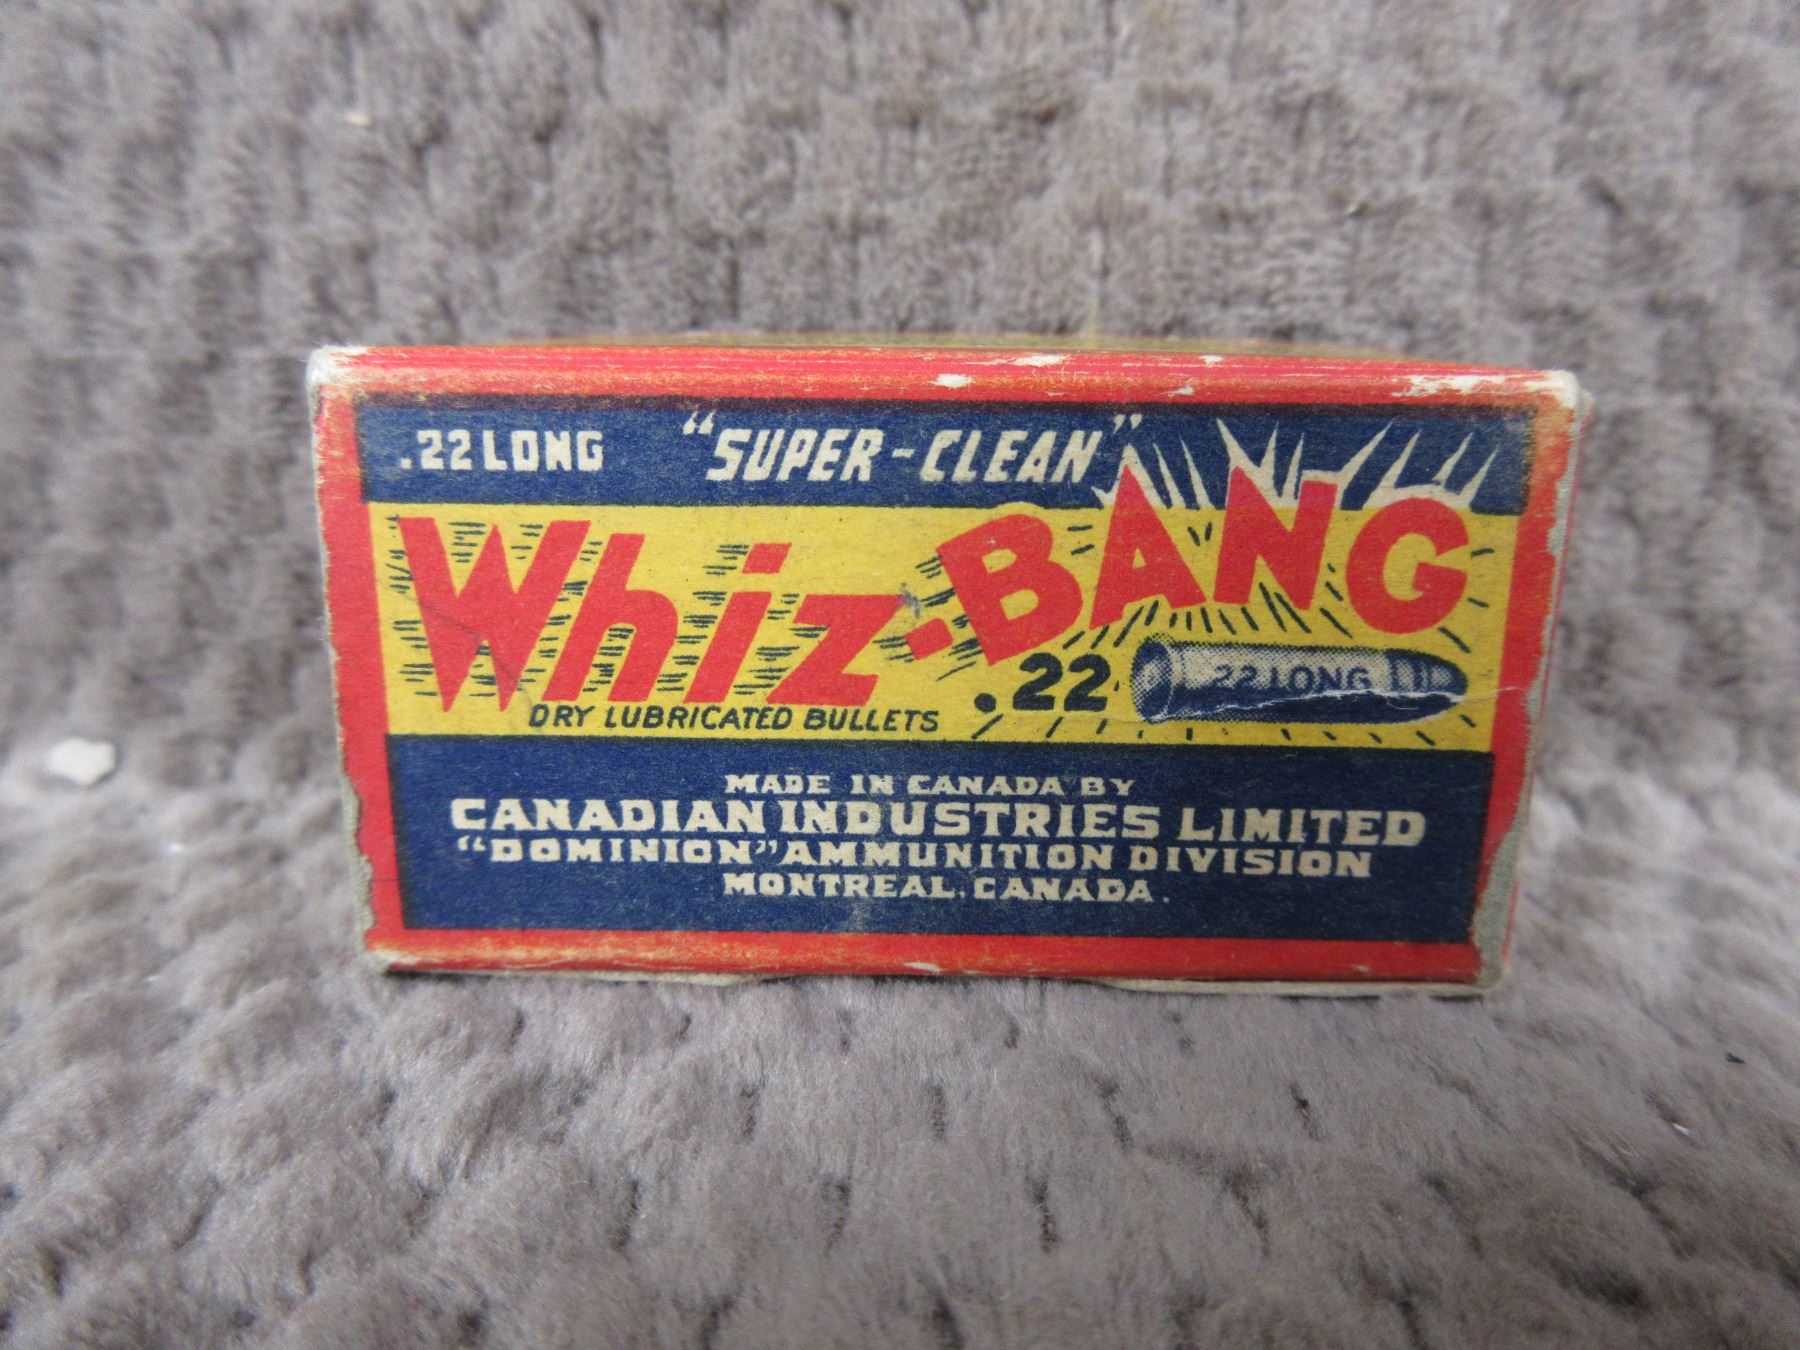 .22 LONG "SUPER-CLEAN"
Whiz-BANG
DRY LUBRICATED BULLETS .22 22 LONG
MADE IN CANADA BY
CANADIAN INDUSTRIES LIMITED
"DOMINION" AMMUNITION DIVISION
MONTREAL, CANADA.